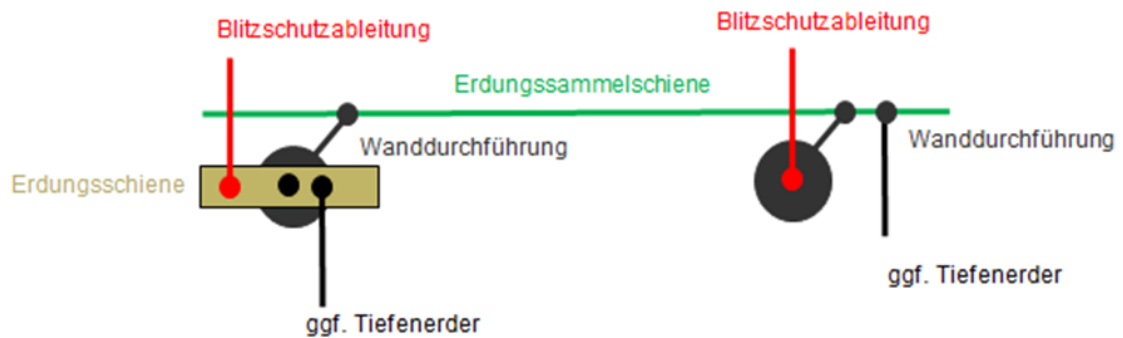 Blitzschutzableitung
Blitzschutzableitung
Erdungssammelschiene
Wanddurchführung
Wanddurchführung
Erdungsschiene
ggf. Tiefenerder
ggf. Tiefenerder